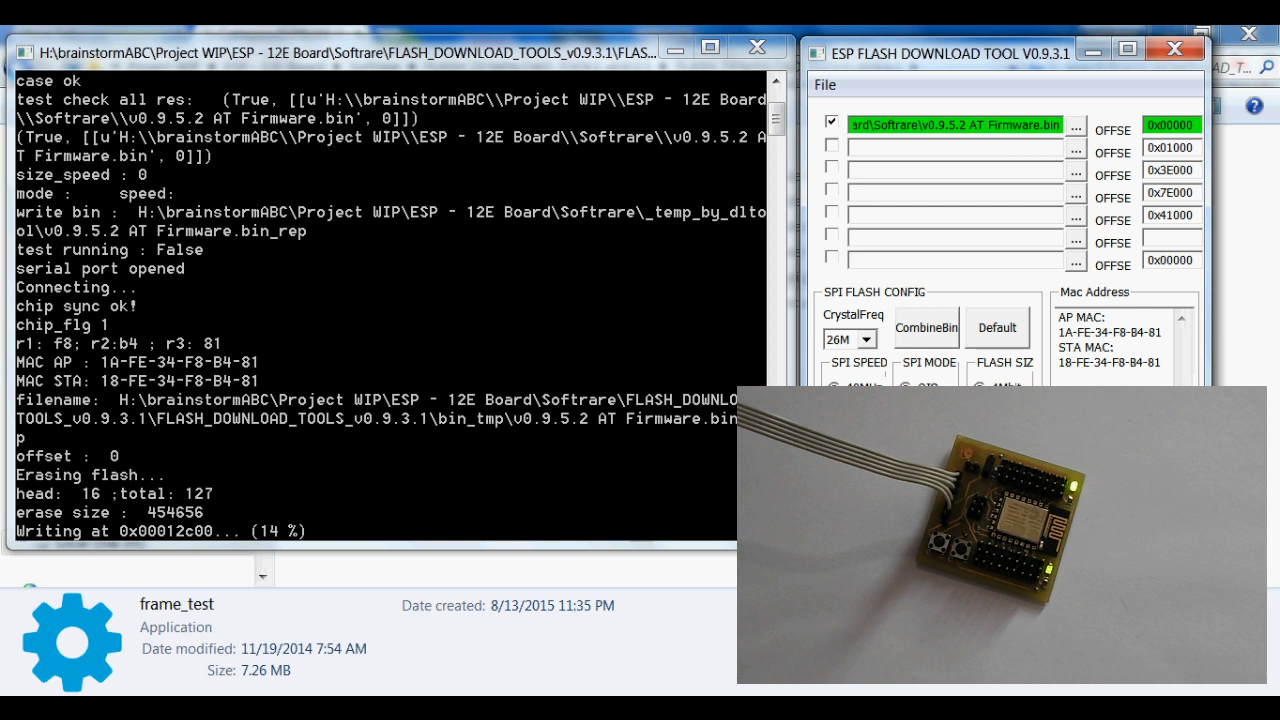 H:\brainstormABC\Project WIP\ESP - 12E Board\Softrare\FLASH_DOWNLOAD_TOOLS_v0.9.3.1\FLAS...
case ok
test check all res:   (True, [[u'H:\\brainstormABC\\Project WIP\\ESP - 12E Board
\\Softrare\\v0.9.5.2 AT Firmware.bin', 0]])
(True, [[u'H:\\brainstormABC\\Project WIP\\ESP - 12E Board\\Softrare\\v0.9.5.2 A
T Firmware.bin', 0]])
size_speed : 0
mode :     speed:
write bin :  H:\brainstormABC\Project WIP\ESP - 12E Board\Softrare\_temp_by_dlto
ol\v0.9.5.2 AT Firmware.bin_rep
test running : False
serial port opened
Connecting...
chip sync ok!
chip_flg 1
r1: f8; r2:b4 ; r3: 81
MAC AP : 1A-FE-34-F8-B4-81
MAC STA: 18-FE-34-F8-B4-81
filename:  H:\brainstormABC\Project WIP\ESP - 12E Board\Softrare\FLASH_DOWNLO
TOOLS_v0.9.3.1\FLASH_DOWNLOAD_TOOLS_v0.9.3.1\bin_tmp\v0.9.5.2 AT Firmware.bin
p
offset :  0
Erasing flash...
head:  16 ;total: 127
erase size :  454656
Writing at 0x00012c00... (14 %)
ESP FLASH DOWNLOAD TOOL V0.9.3.1
AD_T...
File
ard\Softrare\v0.9.5.2 AT Firmware.bin ... OFFSE 0x00000
... OFFSE 0x01000
... OFFSE 0x3E000
... OFFSE 0x7E000
... OFFSE 0x41000
... OFFSE
... OFFSE 0x00000
SPI FLASH CONFIG
CrystalFreq
26M
CombineBin
Default
SPI SPEED
SPI MODE
FLASH SIZ
Mac Address
AP MAC:
1A-FE-34-F8-B4-81
STA MAC:
18-FE-34-F8-B4-81
frame_test
Application
Date modified: 11/19/2014 7:54 AM
Size: 7.26 MB
Date created: 8/13/2015 11:35 PM